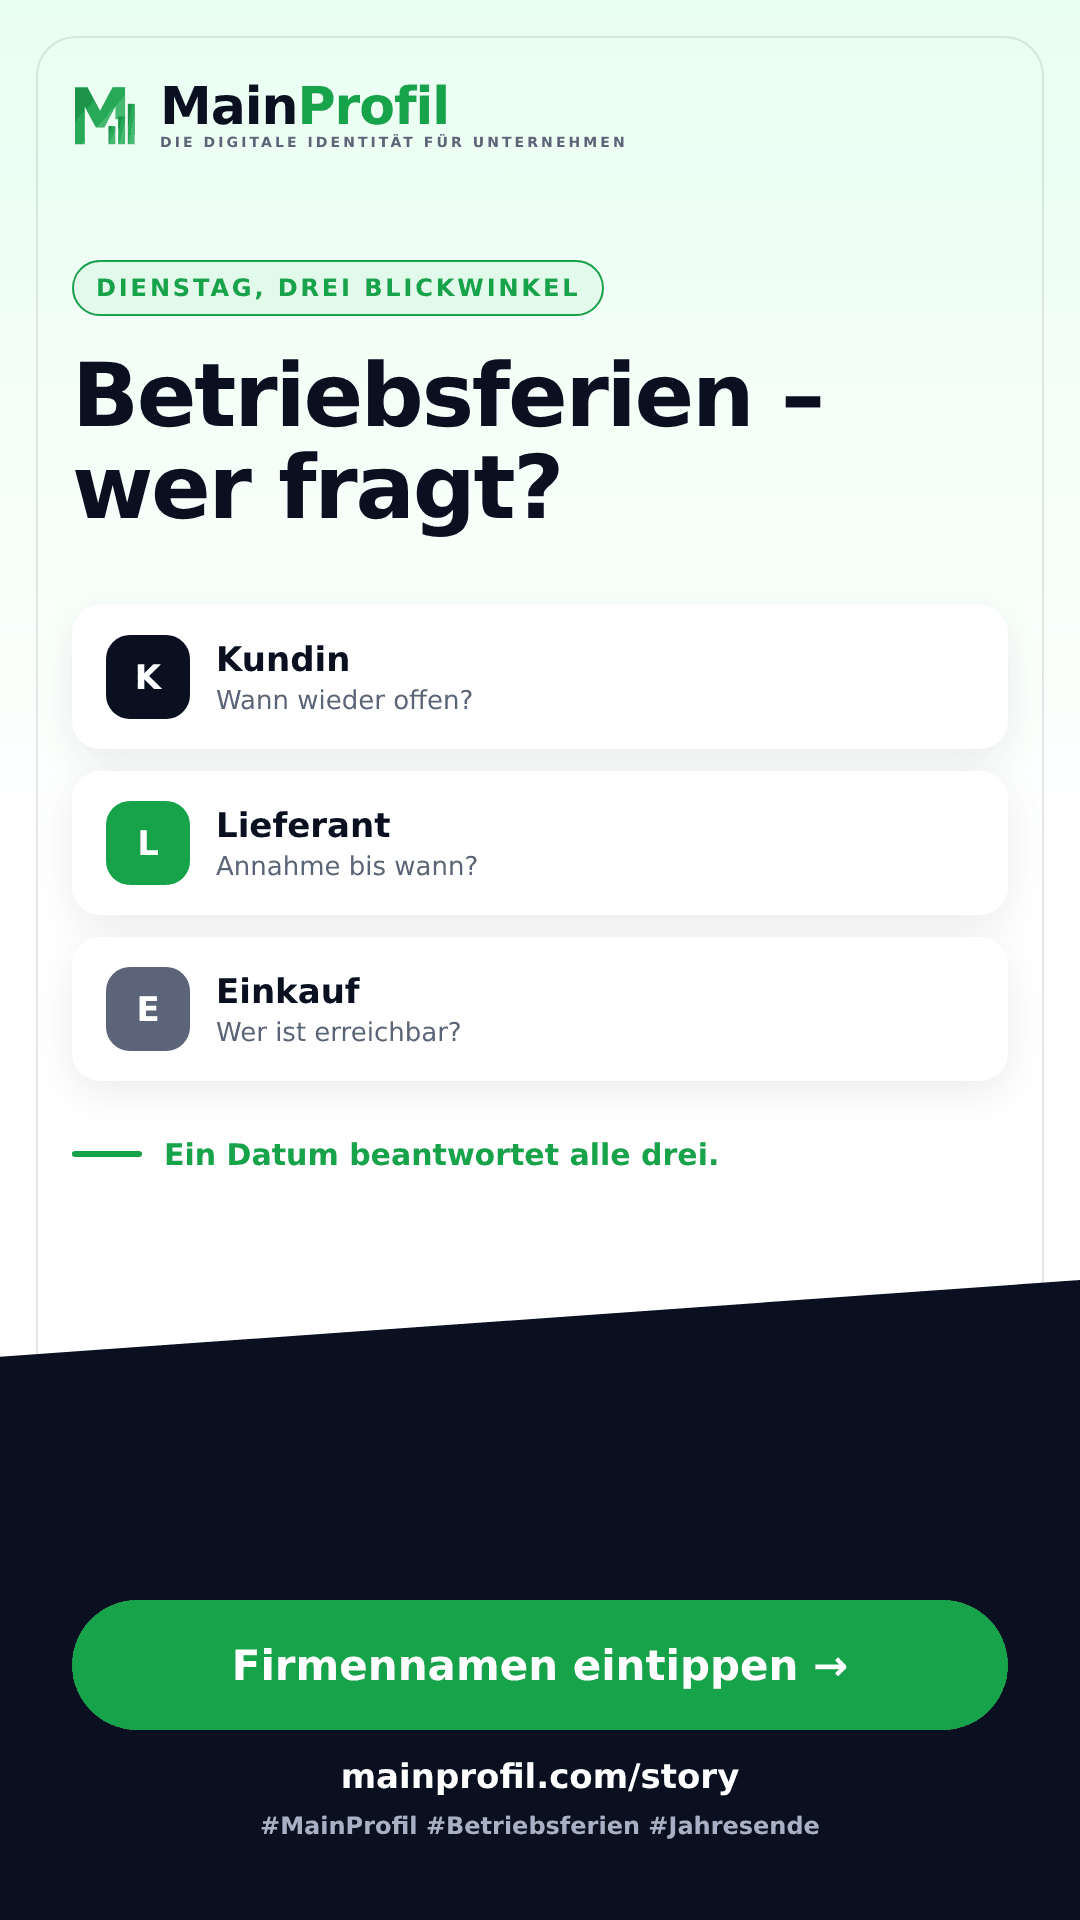 MainProfil
DIE DIGITALE IDENTITÄT FÜR UNTERNEHMEN
DIENSTAG, DREI BLICKWINKEL
Betriebsferien –
wer fragt?
K
Kundin
Wann wieder offen?
L
Lieferant
Annahme bis wann?
E
Einkauf
Wer ist erreichbar?
Ein Datum beantwortet alle drei.
Firmennamen eintippen →
mainprofil.com/story
#MainProfil #Betriebsferien #Jahresende